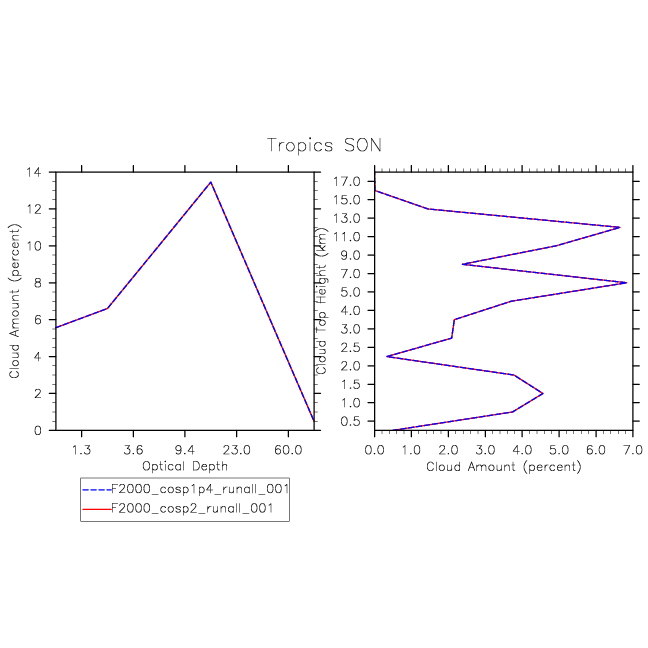 Tropics SON
Cloud Amount (percent)
14
12
10
8
6
4
2
0
1.3 3.6 9.4 23.0 60.0
Optical Depth
Cloud Top Height (km)
17.0
15.0
13.0
11.0
9.0
7.0
5.0
4.0
3.0
2.5
2.0
1.5
1.0
0.5
0.0 1.0 2.0 3.0 4.0 5.0 6.0 7.0
Cloud Amount (percent)
F2000_cosp1p4_runall_001
F2000_cosp2_runall_001